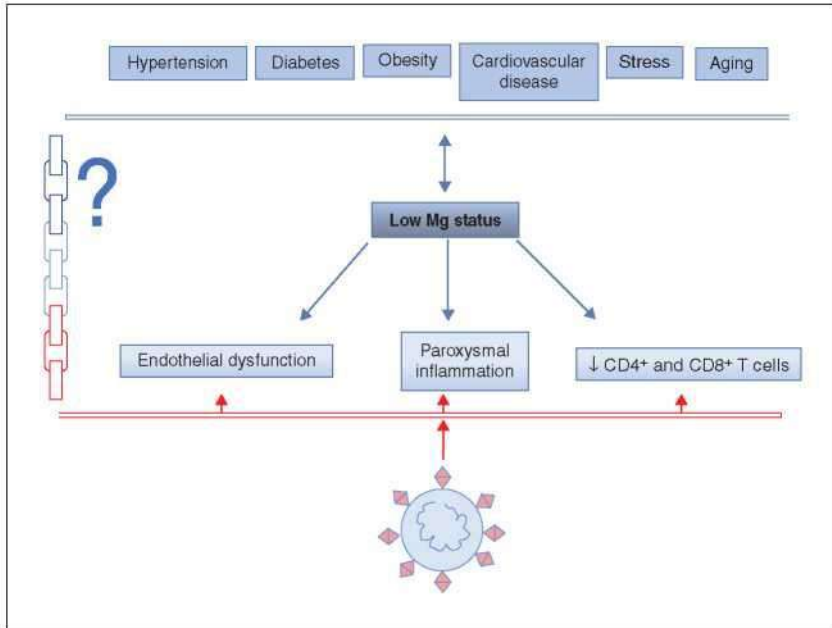 Hypertension
Diabetes
Obesity
Cardiovascular
disease
Stress
Aging
?
Low Mg status
Endothelial dysfunction
Paroxysmal
inflammation
↓ CD4⁺ and CD8⁺ T cells